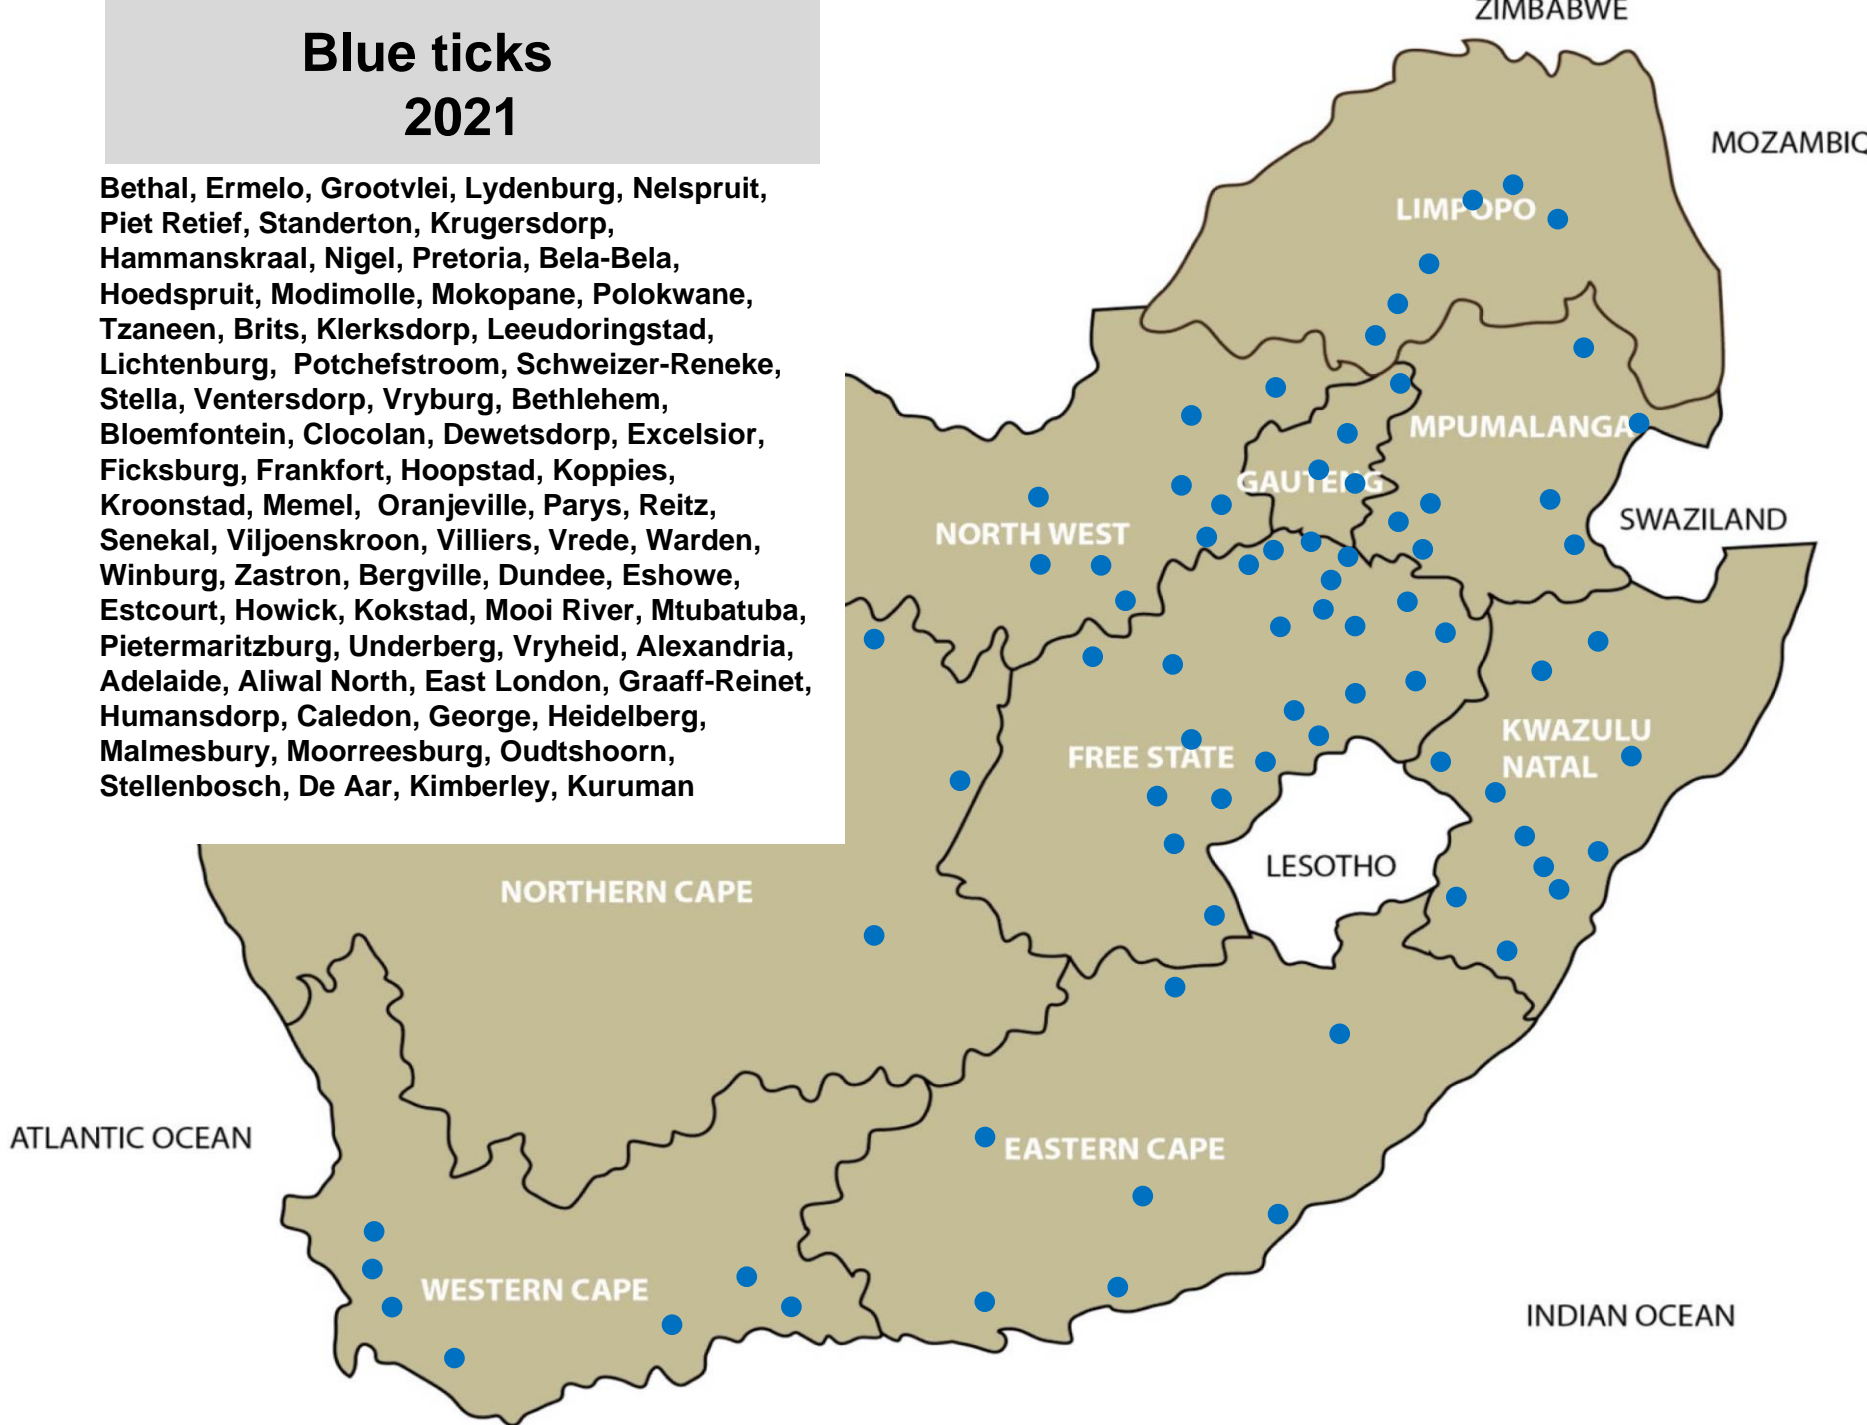 Blue ticks
2021
Bethal, Ermelo, Grootvlei, Lydenburg, Nelspruit,
Piet Retief, Standerton, Krugersdorp,
Hammanskraal, Nigel, Pretoria, Bela-Bela,
Hoedspruit, Modimolle, Mokopane, Polokwane,
Tzaneen, Brits, Klerksdorp, Leeudoringstad,
Lichtenburg, Potchefstroom, Schweizer-Reneke,
Stella, Ventersdorp, Vryburg, Bethlehem,
Bloemfontein, Clocolan, Dewetsdorp, Excelsior,
Ficksburg, Frankfort, Hoopstad, Koppies,
Kroonstad, Memel, Oranjeville, Parys, Reitz,
Senekal, Viljoenskroon, Villiers, Vrede, Warden,
Winburg, Zastron, Bergville, Dundee, Eshowe,
Estcourt, Howick, Kokstad, Mooi River, Mtubatuba,
Pietermaritzburg, Underberg, Vryheid, Alexandria,
Adelaide, Aliwal North, East London, Graaff-Reinet,
Humansdorp, Caledon, George, Heidelberg,
Malmesbury, Moorreesburg, Oudtshoorn,
Stellenbosch, De Aar, Kimberley, Kuruman
ZIMBABWE
MOZAMBIQ
LIMPOPO
MPUMALANGA
GAUTENG
SWAZILAND
NORTH WEST
KWAZULU
NATAL
FREE STATE
LESOTHO
NORTHERN CAPE
ATLANTIC OCEAN
EASTERN CAPE
WESTERN CAPE
INDIAN OCEAN